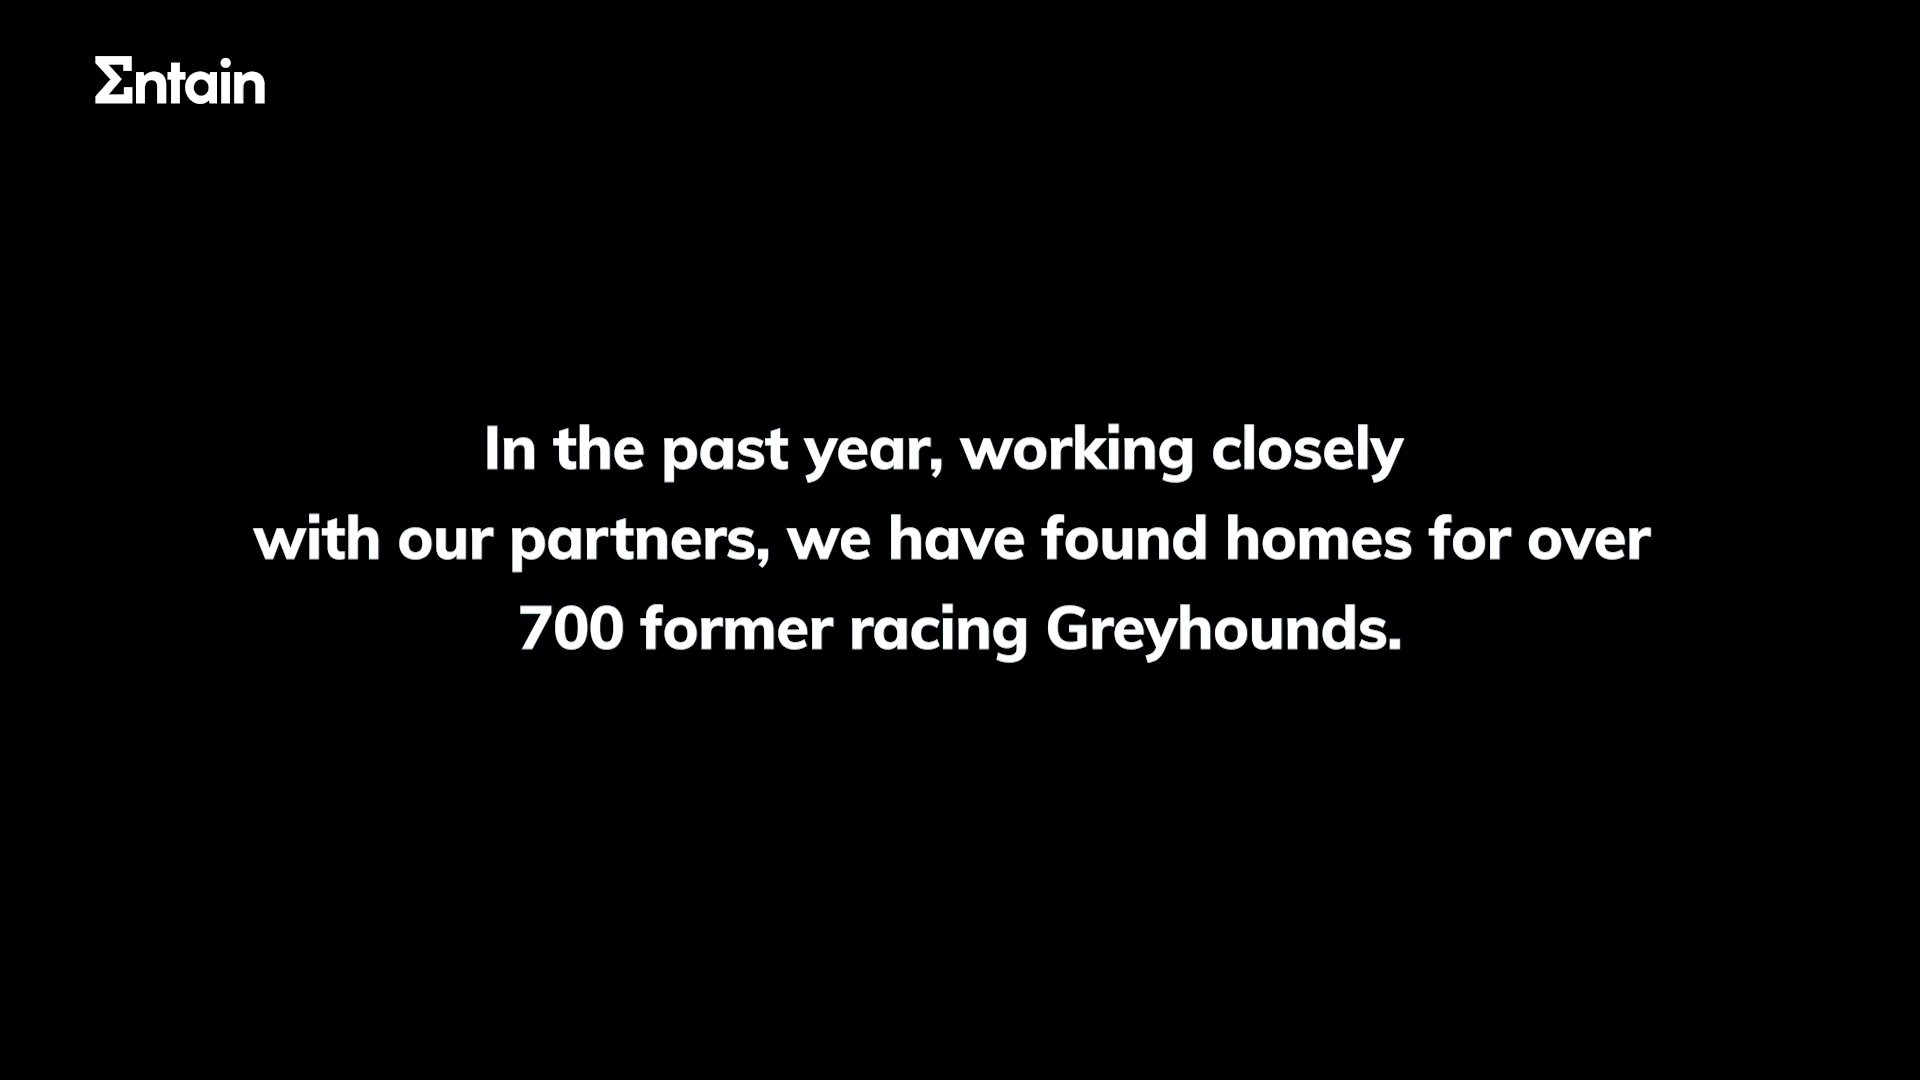 Entain
In the past year, working closely
with our partners, we have found homes for over
700 former racing Greyhounds.